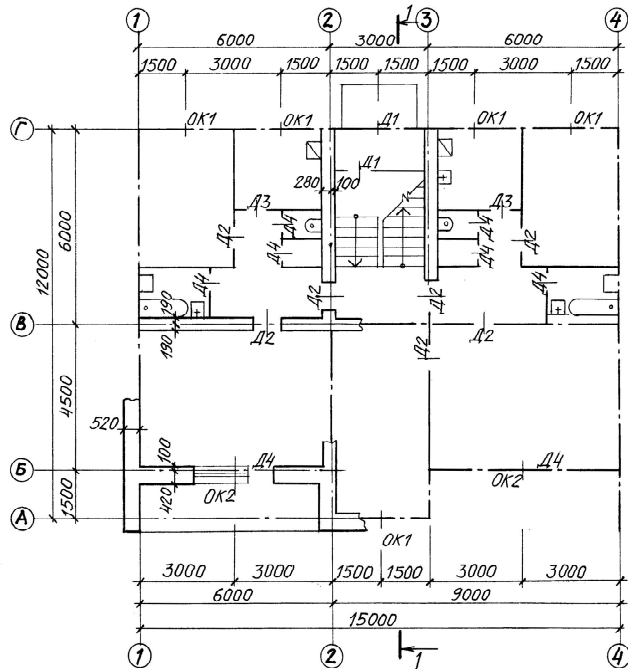 1
1 2 3 4
6000 3000 6000
1500 3000 1500 1500 1500 1500 3000 1500
Г ОК1 ОК1 Д1 ОК1 ОК1
Д1
280 100
Д3 Д3
Д2 Д4 Д4 Д2
6000
Д4 Д4
12000
Д4 Д2 Д2 Д4
190
В
190 Д2 Д2
Д2
4500
520
100
Б Д4 Д4
ОК2 ОК2
420
1500
А
ОК1
3000 3000 1500 1500 3000 3000
6000 9000
15000
1 2 1 4